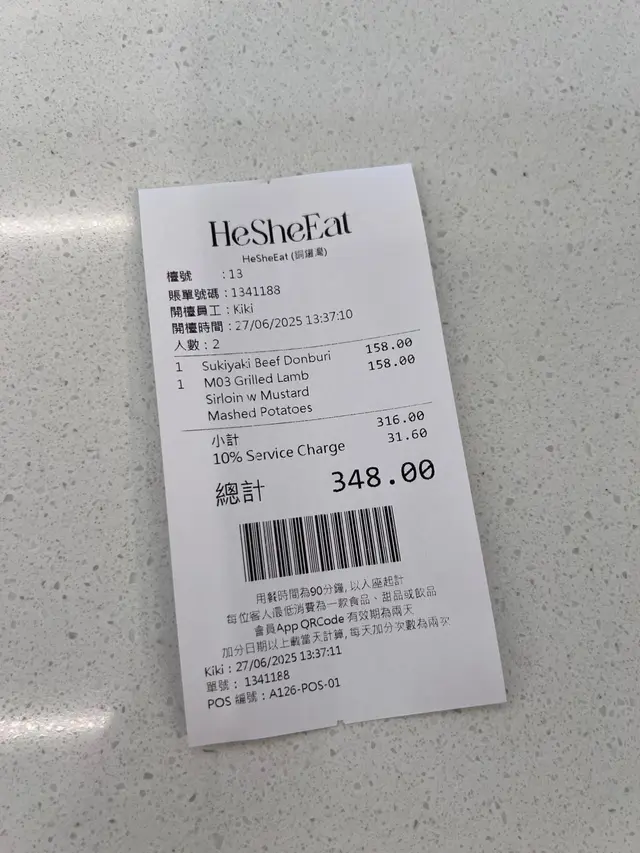 HeSheEat
HeSheEat (銅鑼灣)
檯號 : 13
賬單號碼 : 1341188
開檯員工 : Kiki
開檯時間 : 27/06/2025 13:37:10
人數 : 2
1 Sukiyaki Beef Donburi 158.00
1 M03 Grilled Lamb 158.00
Sirloin w Mustard
Mashed Potatoes
小計 316.00
10% Service Charge 31.60
總計 348.00
用餐時間為90分鐘, 以入座起計
每位客人最低消費為一款食品、甜品或飲品
會員App QRCode 有效期為兩天
加分日期以上載當天計算, 每天加分次數為兩次
Kiki : 27/06/2025 13:37:11
單號 : 1341188
POS 編號 : A126-POS-01